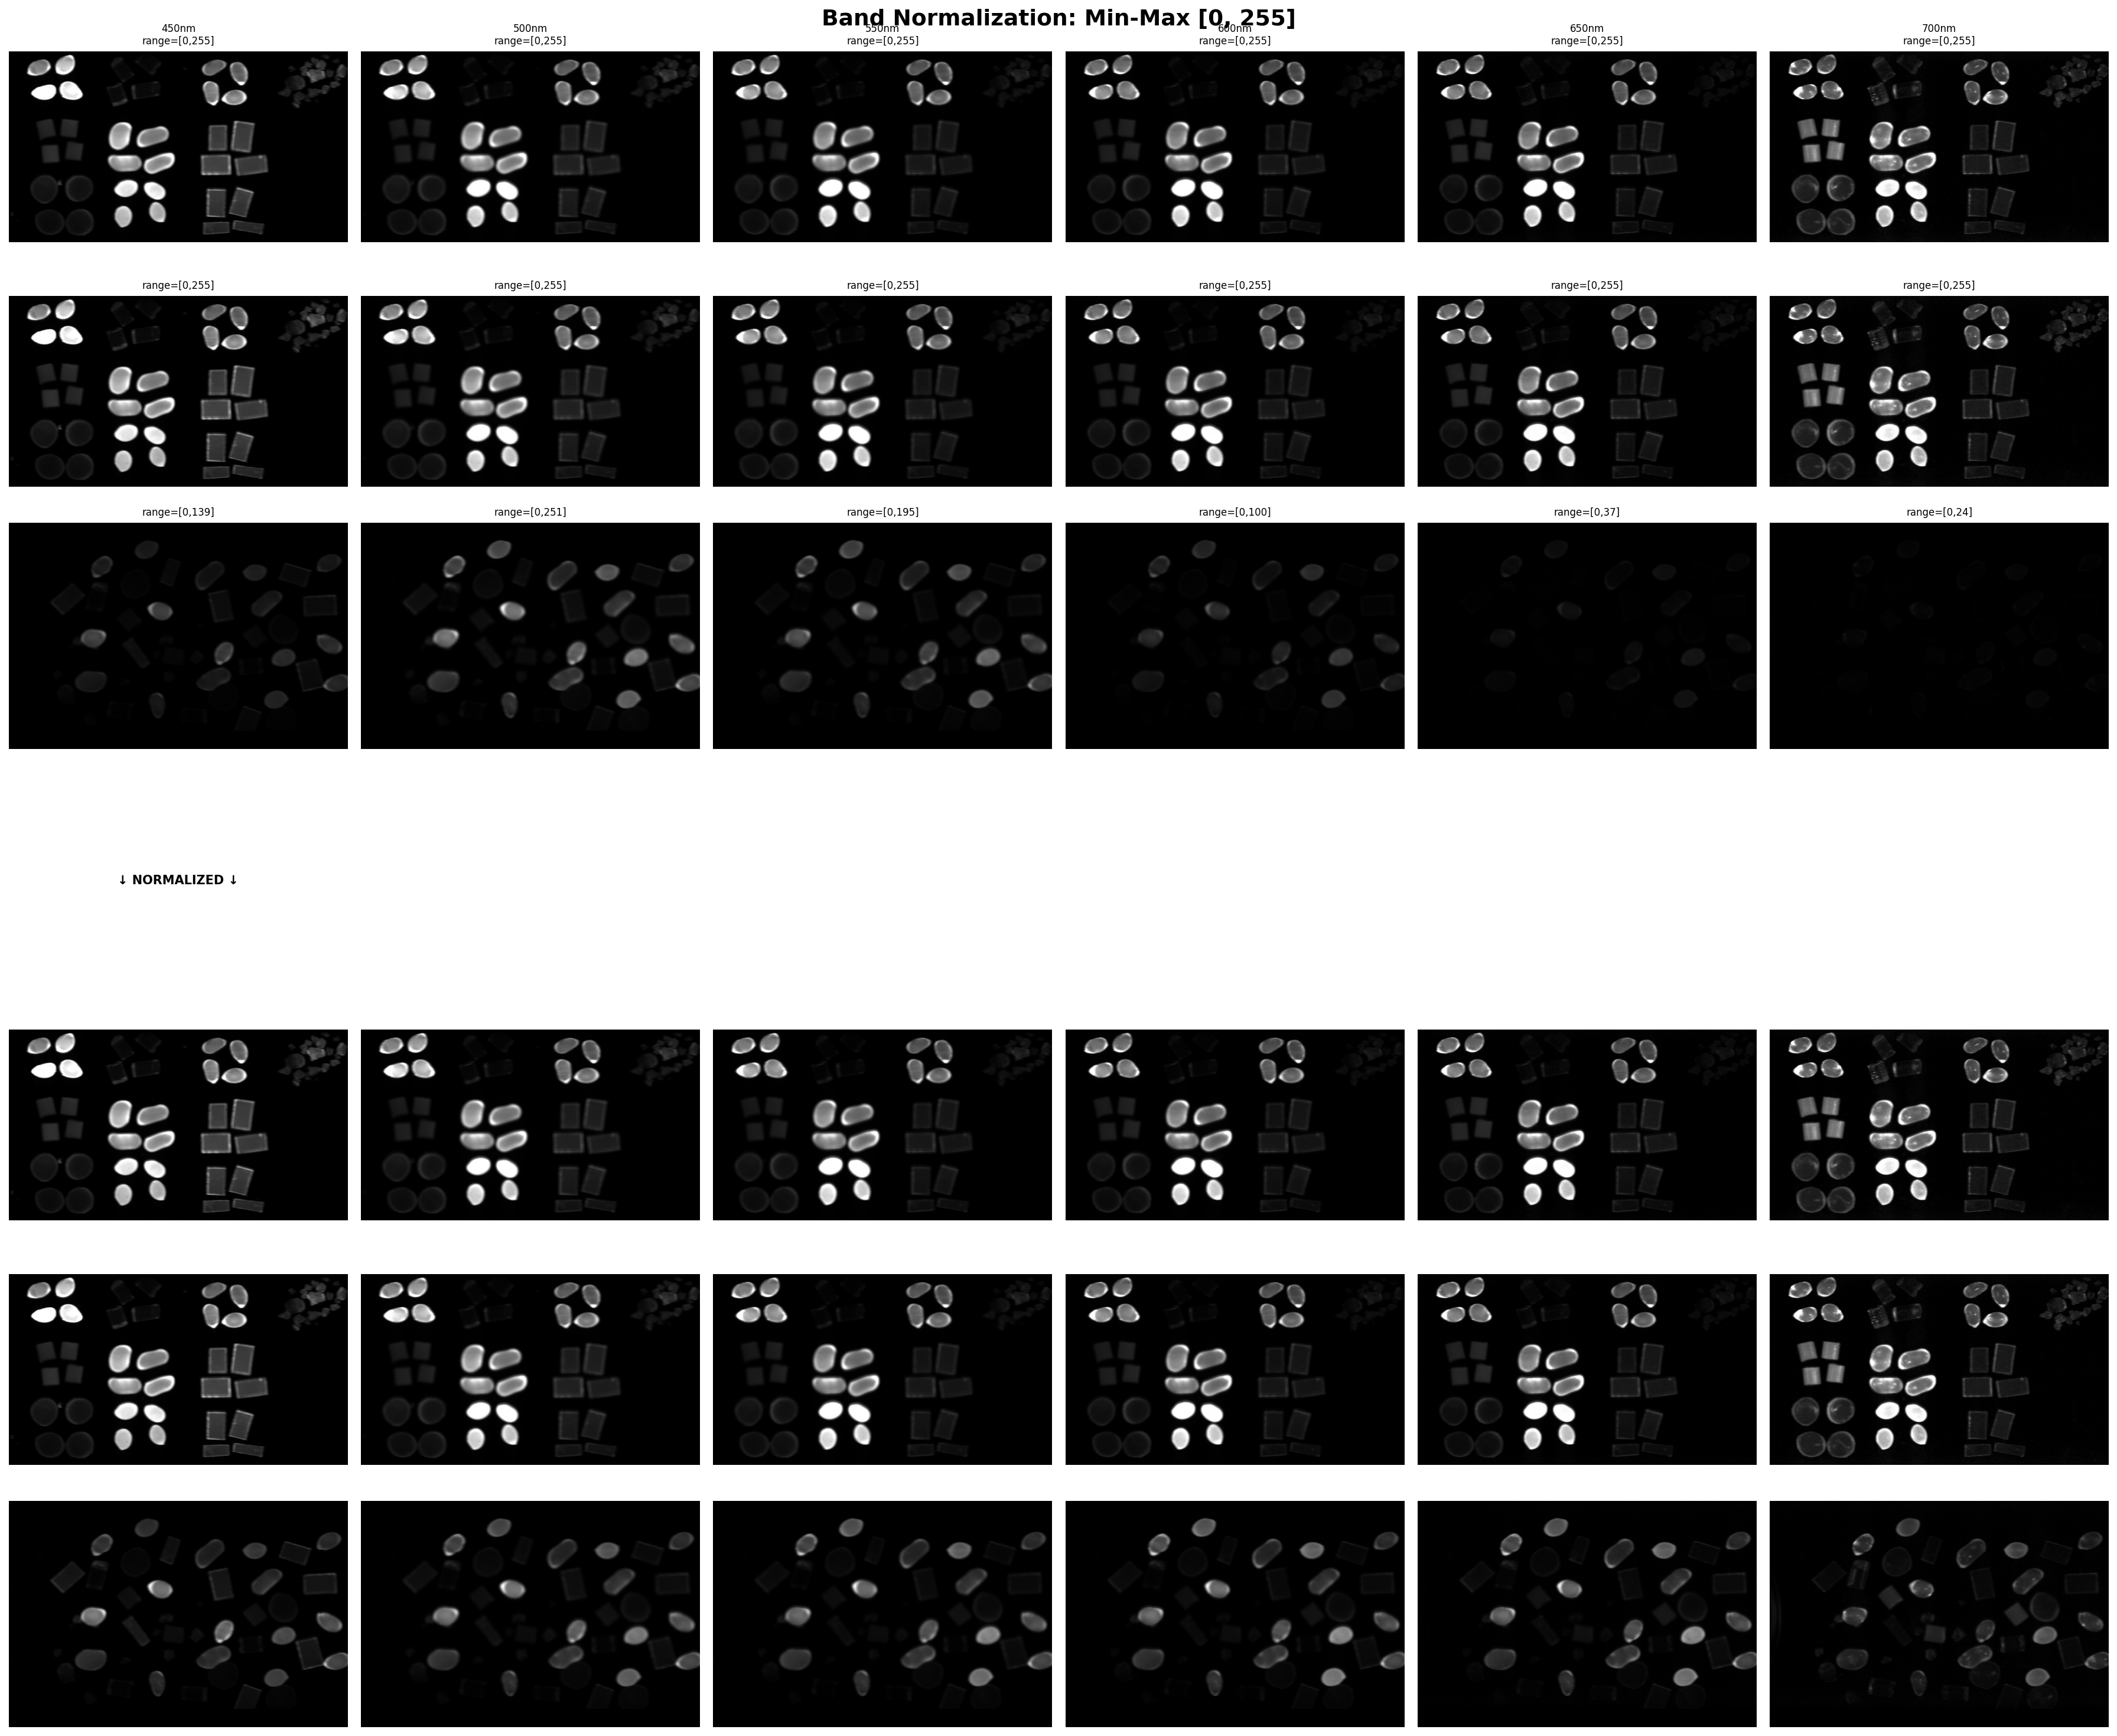 Band Normalization: Min-Max [0, 255]
450nm
range=[0,255]
500nm
range=[0,255]
550nm
range=[0,255]
600nm
range=[0,255]
650nm
range=[0,255]
700nm
range=[0,255]
range=[0,255]
range=[0,255]
range=[0,255]
range=[0,255]
range=[0,255]
range=[0,255]
range=[0,139]
range=[0,251]
range=[0,195]
range=[0,100]
range=[0,37]
range=[0,24]
↓ NORMALIZED ↓